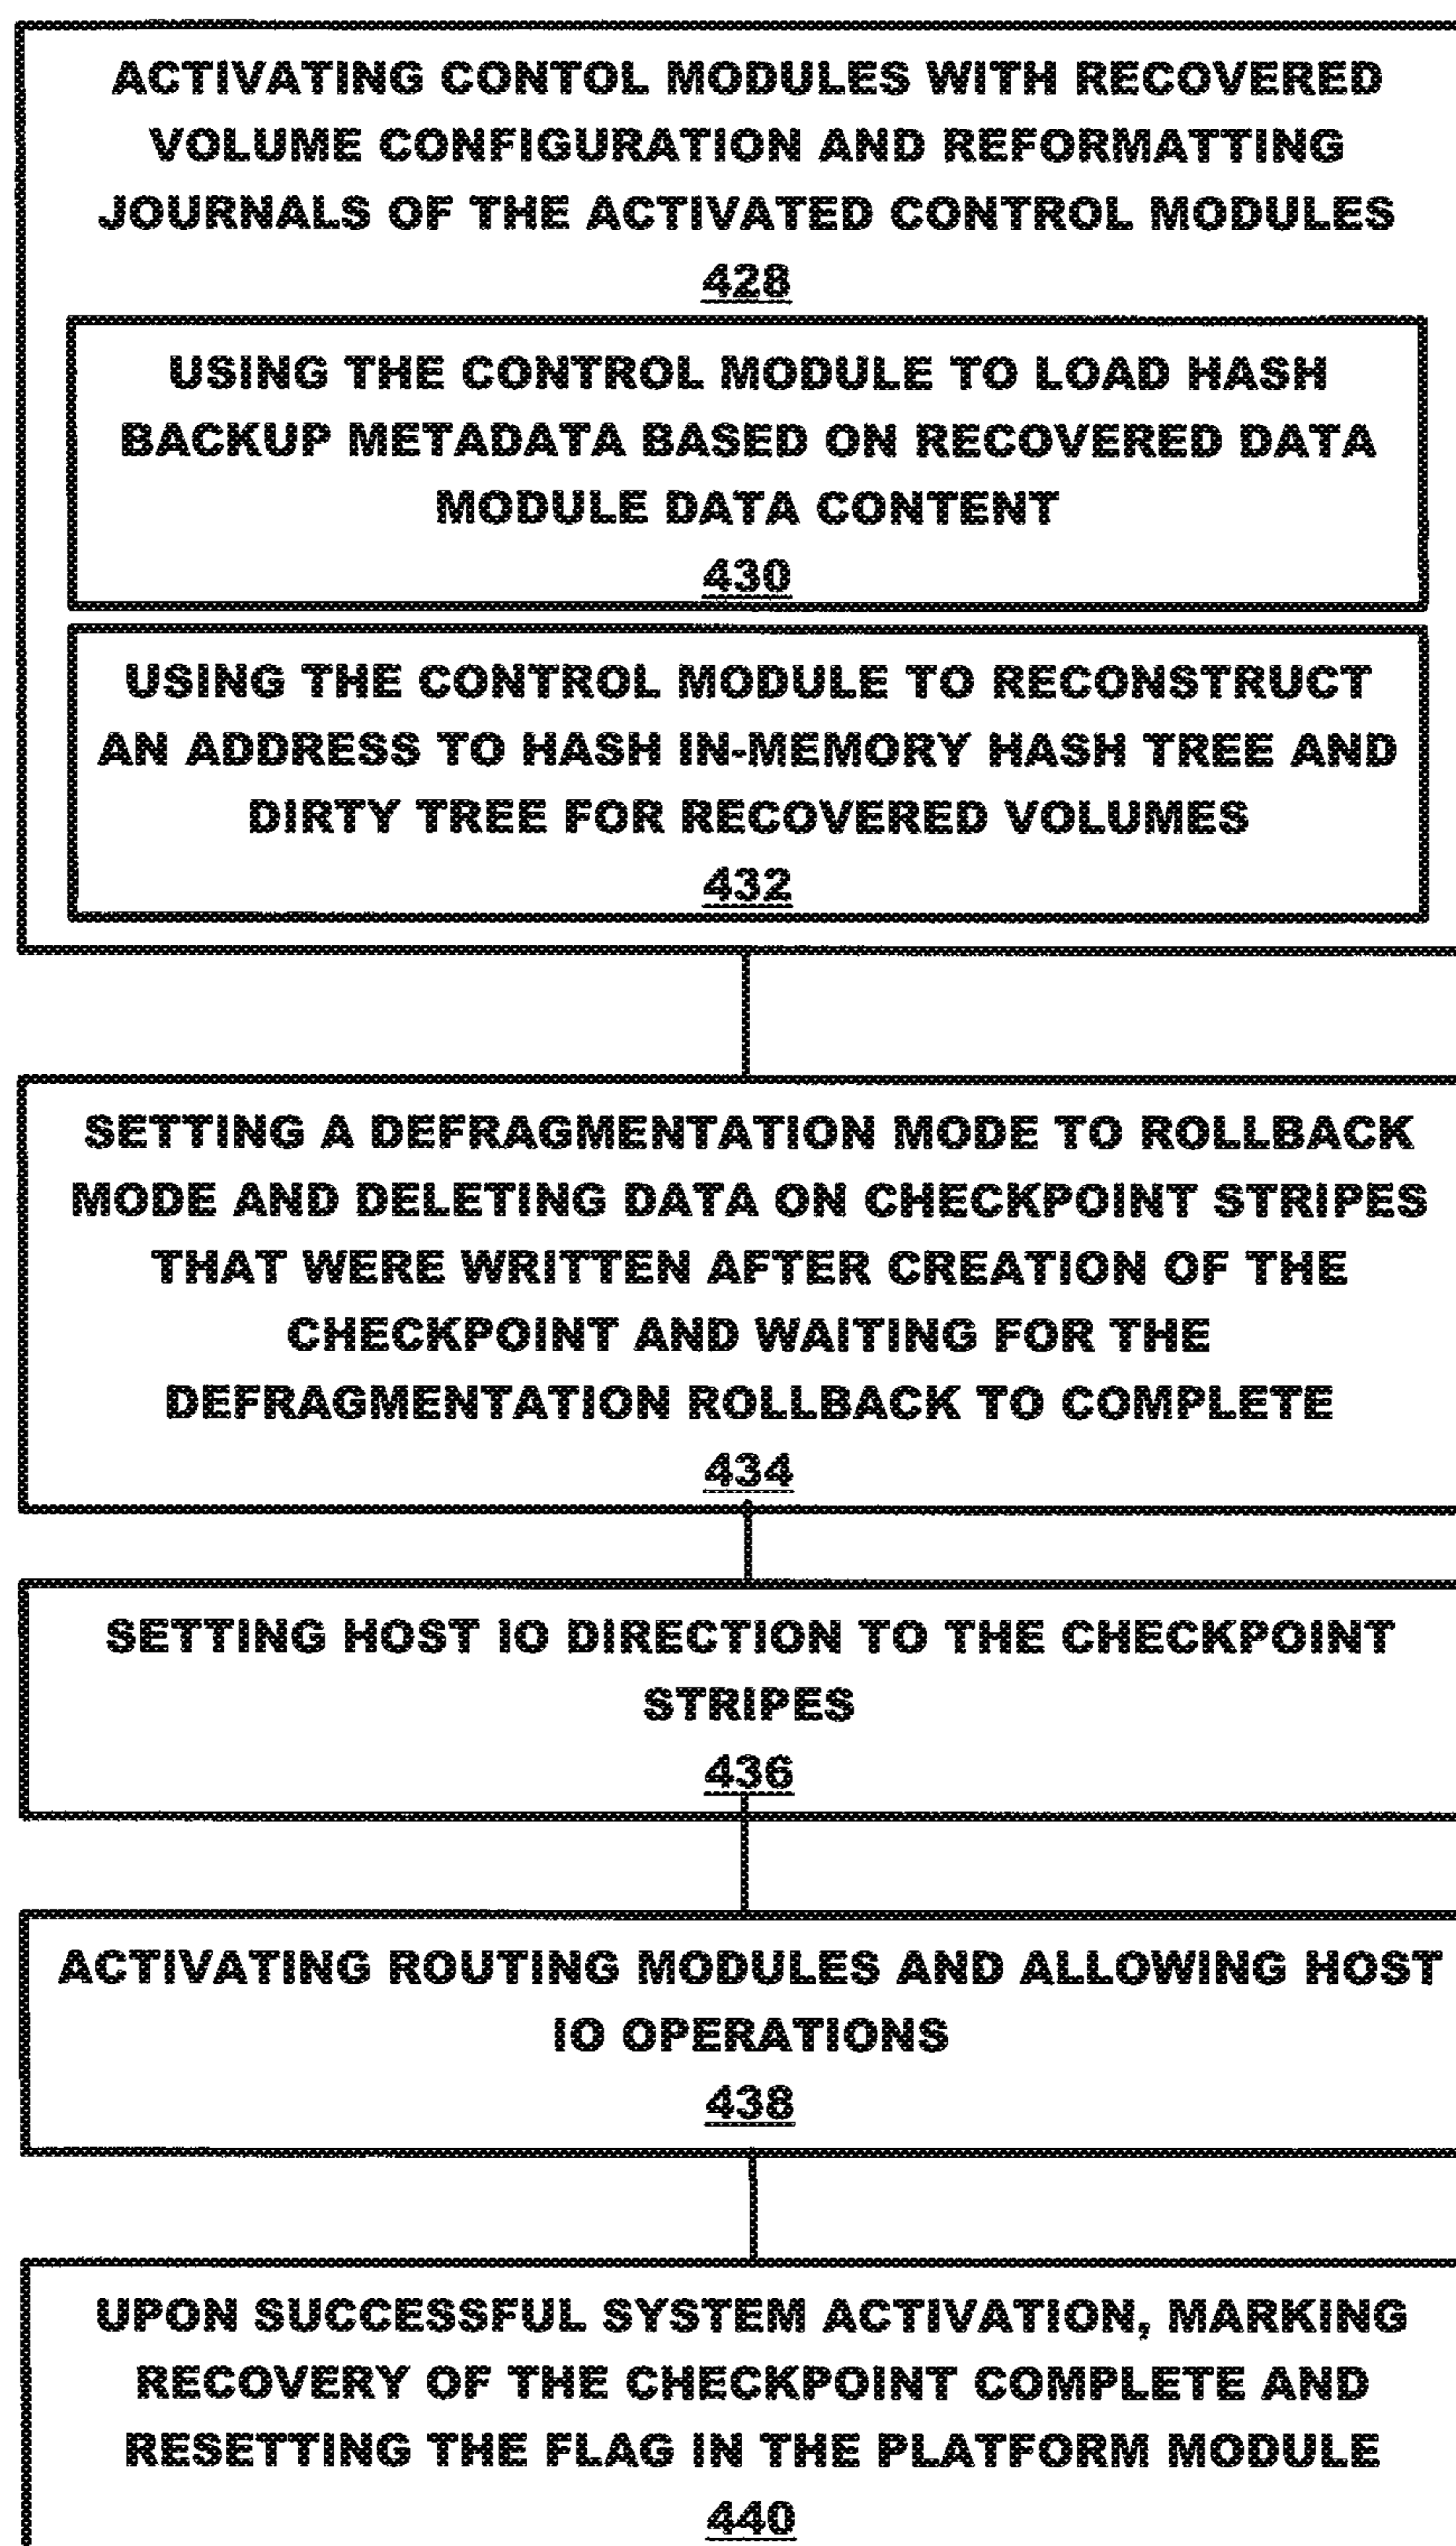 ACTIVATING CONTOL MODULES WITH RECOVERED
VOLUME CONFIGURATION AND REFORMATTING
JOURNALS OF THE ACTIVATED CONTROL MODULES
428
USING THE CONTROL MODULE TO LOAD HASH
BACKUP METADATA BASED ON RECOVERED DATA
MODULE DATA CONTENT
430
USING THE CONTROL MODULE TO RECONSTRUCT
AN ADDRESS TO HASH IN-MEMORY HASH TREE AND
DIRTY TREE FOR RECOVERED VOLUMES
432
SETTING A DEFRAGMENTATION MODE TO ROLLBACK
MODE AND DELETING DATA ON CHECKPOINT STRIPES
THAT WERE WRITTEN AFTER CREATION OF THE
CHECKPOINT AND WAITING FOR THE
DEFRAGMENTATION ROLLBACK TO COMPLETE
434
SETTING HOST IO DIRECTION TO THE CHECKPOINT
STRIPES
436
ACTIVATING ROUTING MODULES AND ALLOWING HOST
IO OPERATIONS
438
UPON SUCCESSFUL SYSTEM ACTIVATION, MARKING
RECOVERY OF THE CHECKPOINT COMPLETE AND
RESETTING THE FLAG IN THE PLATFORM MODULE
440